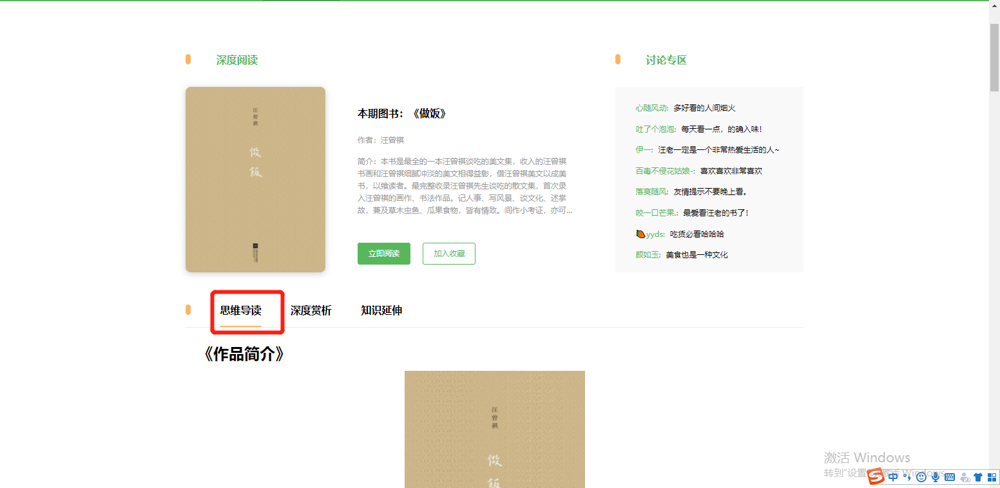 深度阅读
讨论专区
汪曾祺
做饭
本期图书：《做饭》
作者：汪曾祺
简介：本书是最全的一本汪曾祺谈吃的美文集，收入的汪曾祺
书画和汪曾祺细腻冲淡的美文相得益彰，借汪曾祺美文以成美
书，以飨读者。最完整收录汪曾祺先生谈吃的散文集，首次录
入汪曾祺的画作、书法作品。记人事、写风景、谈文化、述掌
故，兼及草木虫鱼、瓜果食物，皆有情致。间作小考证，亦可...
立即阅读
加入收藏
心随风动: 多好看的人间烟火
吐了个泡泡: 每天看一点，的确入味！
伊一: 汪老一定是一个非常热爱生活的人~
百毒不侵花姑娘-: 喜欢喜欢非常喜欢
落寞随风: 友情提示不要晚上看。
咬一口芒果.: 最爱看汪老的书了！
yyds: 吃货必看哈哈哈
颜如玉: 美食也是一种文化
思维导读
深度赏析
知识延伸
《作品简介》
汪曾祺
做饭
激活 Windows
转到"设置"以激活 Windows。
中